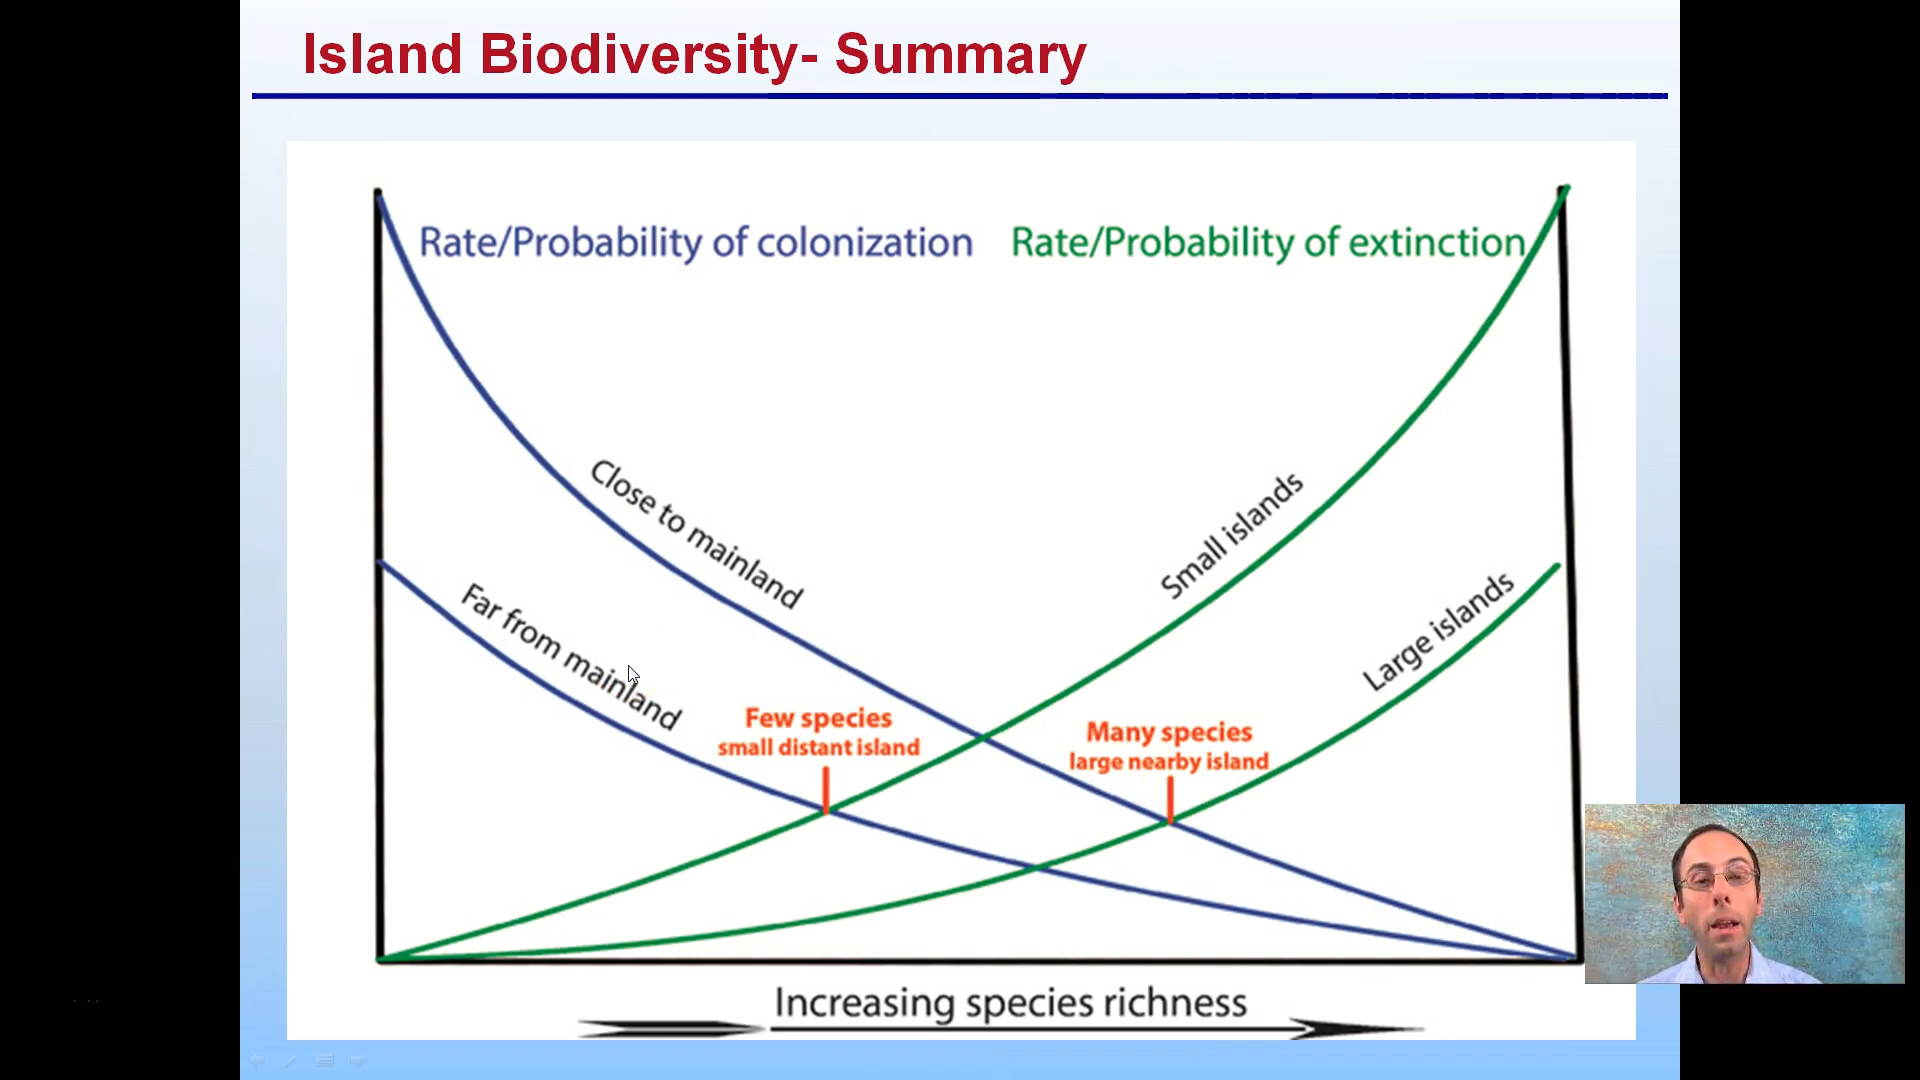 Island Biodiversity- Summary
Rate/Probability of colonization
Rate/Probability of extinction
Close to mainland
Small islands
Far from mainland
Large islands
Few species
small distant island
Many species
large nearby island
Increasing species richness